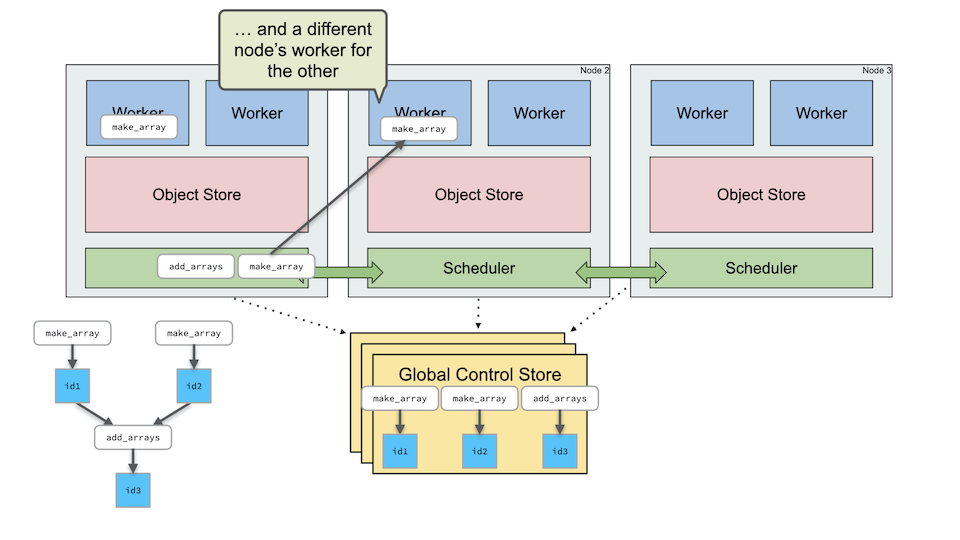 … and a different
node’s worker for
the other
Node 2
Node 3
Worker
make_array
Worker
Worker
make_array
Worker
Worker
Worker
Object Store
Object Store
Object Store
add_arrays
make_array
Scheduler
Scheduler
make_array
make_array
id1
id2
add_arrays
id3
Global Control Store
make_array
make_array
add_arrays
id1
id2
id3